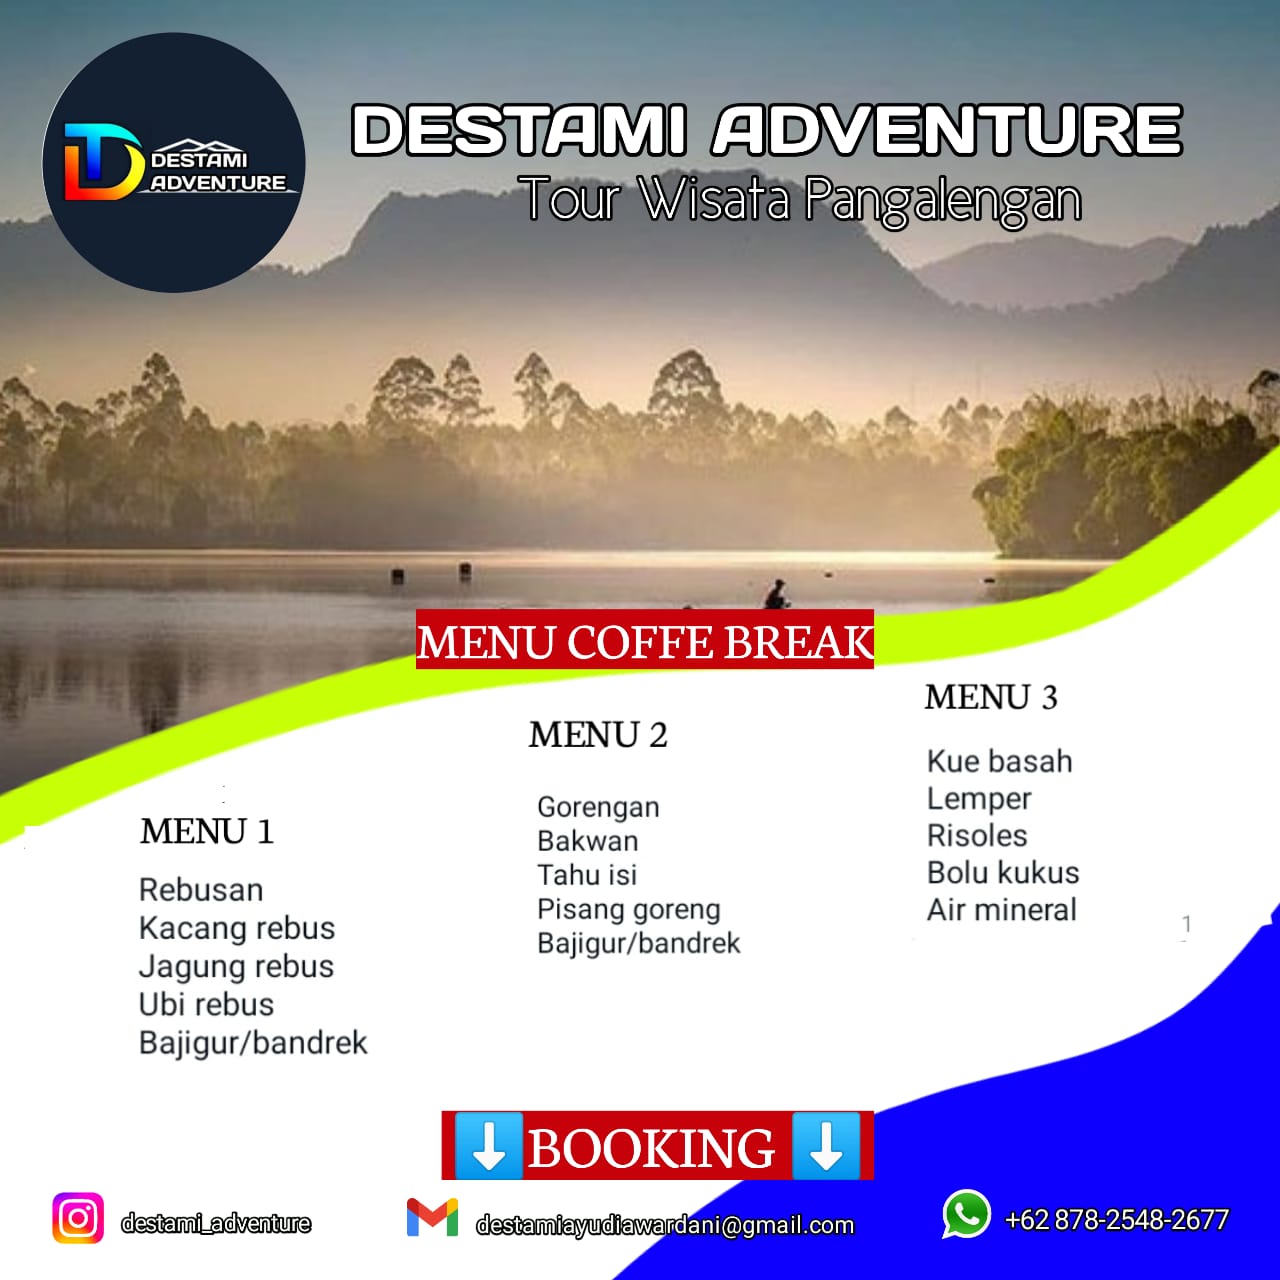 DESTAMI
ADVENTURE
DESTAMI ADVENTURE
Tour Wisata Pangalengan
MENU COFFE BREAK
MENU 1
Rebusan
Kacang rebus
Jagung rebus
Ubi rebus
Bajigur/bandrek
MENU 2
Gorengan
Bakwan
Tahu isi
Pisang goreng
Bajigur/bandrek
MENU 3
Kue basah
Lemper
Risoles
Bolu kukus
Air mineral
1
BOOKING
destami_adventure
destamiayudiawardani@gmail.com
+62 878-2548-2677